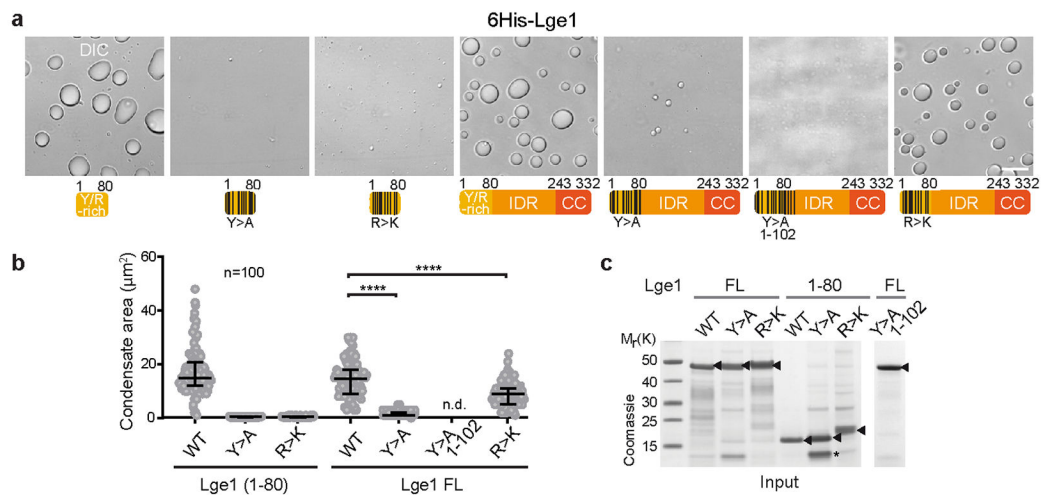 a
6His-Lge1
DIC
1 80 1 80 1 80 1 80 243 332 1 80 243 332 1 80 243 332 1 80 243 332
Y/R
-rich
Y/R
-rich
IDR CC
IDR CC
IDR CC
IDR CC
Y>A
R>K
Y>A
Y>A
1-102
R>K
b
Condensate area (µm²)
60
40
20
0
n=100
****
****
n.d.
WT Y>A R>K WT Y>A Y>A
1-102 R>K
Lge1 (1-80) Lge1 FL
c
Lge1 FL 1-80 FL
WT Y>A R>K WT Y>A R>K Y>A
1-102
Mr(K)
50
40
30
25
15
*
Coomassie
Input